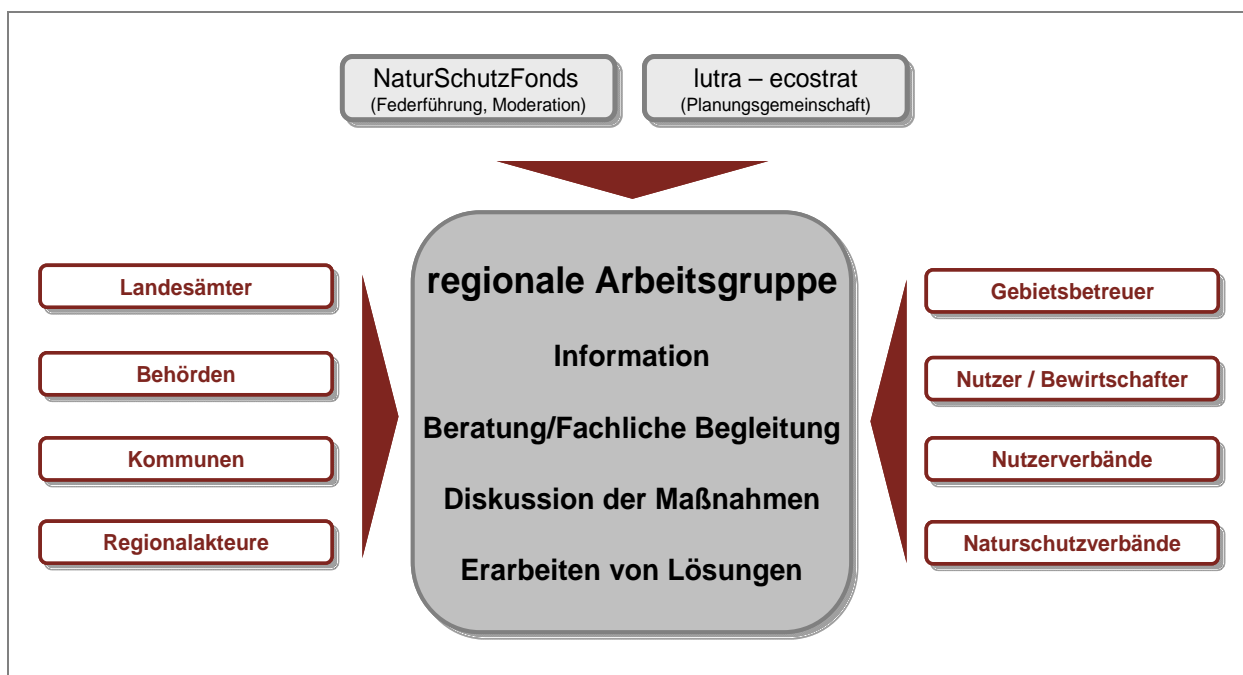 NaturSchutzFonds
(Federführung, Moderation)
lutra – ecostrat
(Planungsgemeinschaft)
Landesämter
Behörden
Kommunen
Regionalakteure
regionale Arbeitsgruppe
Information
Beratung/Fachliche Begleitung
Diskussion der Maßnahmen
Erarbeiten von Lösungen
Gebietsbetreuer
Nutzer / Bewirtschafter
Nutzerverbände
Naturschutzverbände